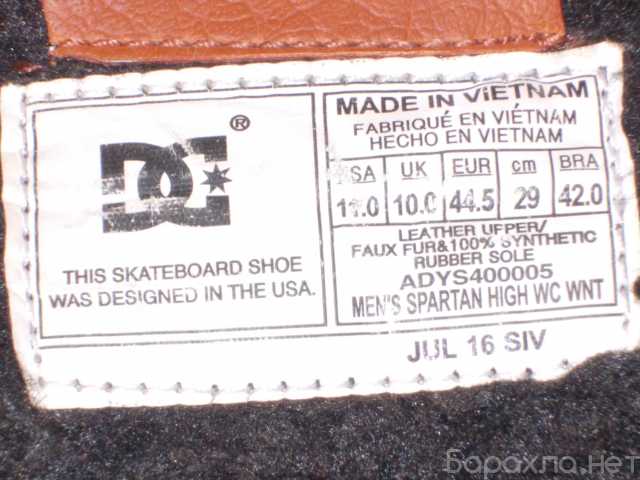 DC®
THIS SKATEBOARD SHOE
WAS DESIGNED IN THE USA.
MADE IN VIETNAM
FABRIQUÉ EN VIÉTNAM
HECHO EN VIETNAM
USA UK EUR cm BRA
11.0 10.0 44.5 29 42.0
LEATHER UPPER/
FAUX FUR&100% SYNTHETIC
RUBBER SOLE
ADYS400005
MEN'S SPARTAN HIGH WC WNT
JUL 16 SIV
Барахла.нет